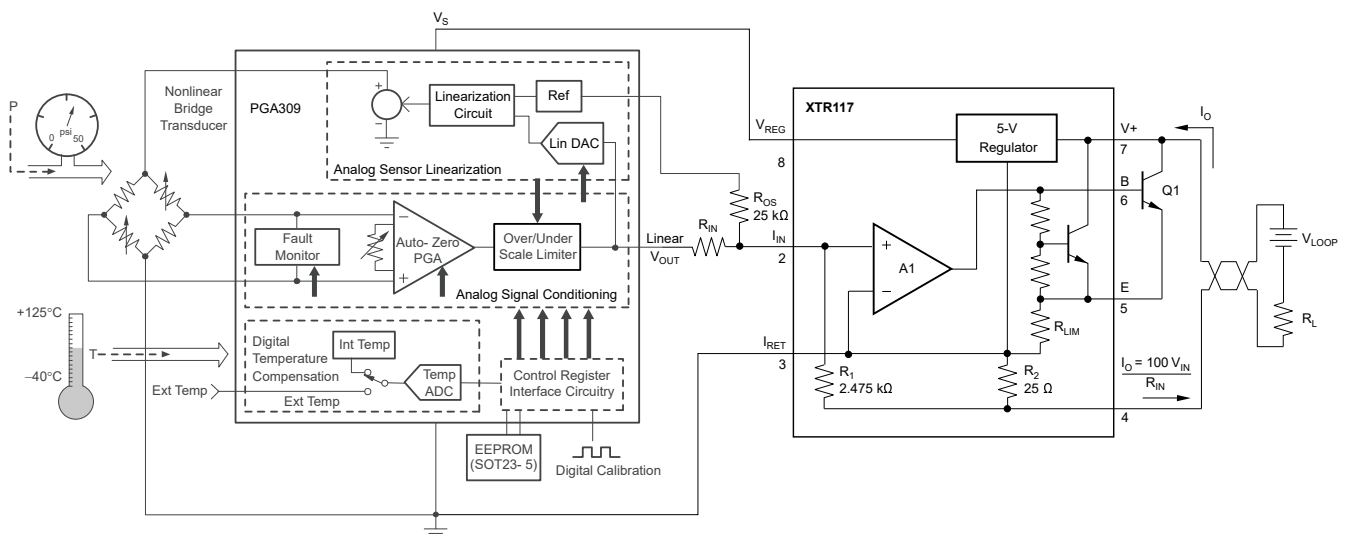 V_S
P
0
psi
50
Nonlinear
Bridge
Transducer
PGA309
+
–
Linearization
Circuit
Ref
Lin DAC
Analog Sensor Linearization
Fault
Monitor
–
Auto- Zero
PGA
+
Over/Under
Scale Limiter
Analog Signal Conditioning
Linear
V_OUT
R_IN
R_OS
25 kΩ
+125°C
–40°C
T
Ext Temp
Digital
Temperature
Compensation
Int Temp
Ext Temp
Temp
ADC
Control Register
Interface Circuitry
EEPROM
(SOT23- 5)
Digital Calibration
XTR117
V_REG
8
5-V
Regulator
V+
7
I_O
B
6
Q1
I_IN
2
+
A1
–
E
5
R_LIM
I_RET
3
R_1
2.475 kΩ
R_2
25 Ω
4
I_O = 100 V_IN
R_IN
V_LOOP
R_L